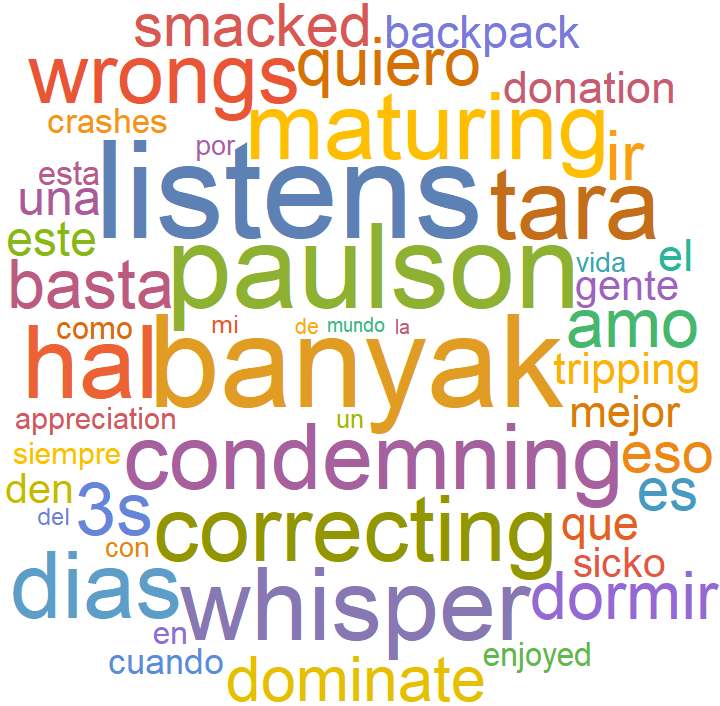 smacked backpack
wrongs quiero donation
crashes maturing ir
por
esta listens tara
una
este paulson vida el
basta gente
como mi de mundo la amo
hal banyak tripping
appreciation un mejor
siempre condemning eso
den 3s es
del correcting que
con sicko
dias whisper dormir
en
cuando dominate enjoyed